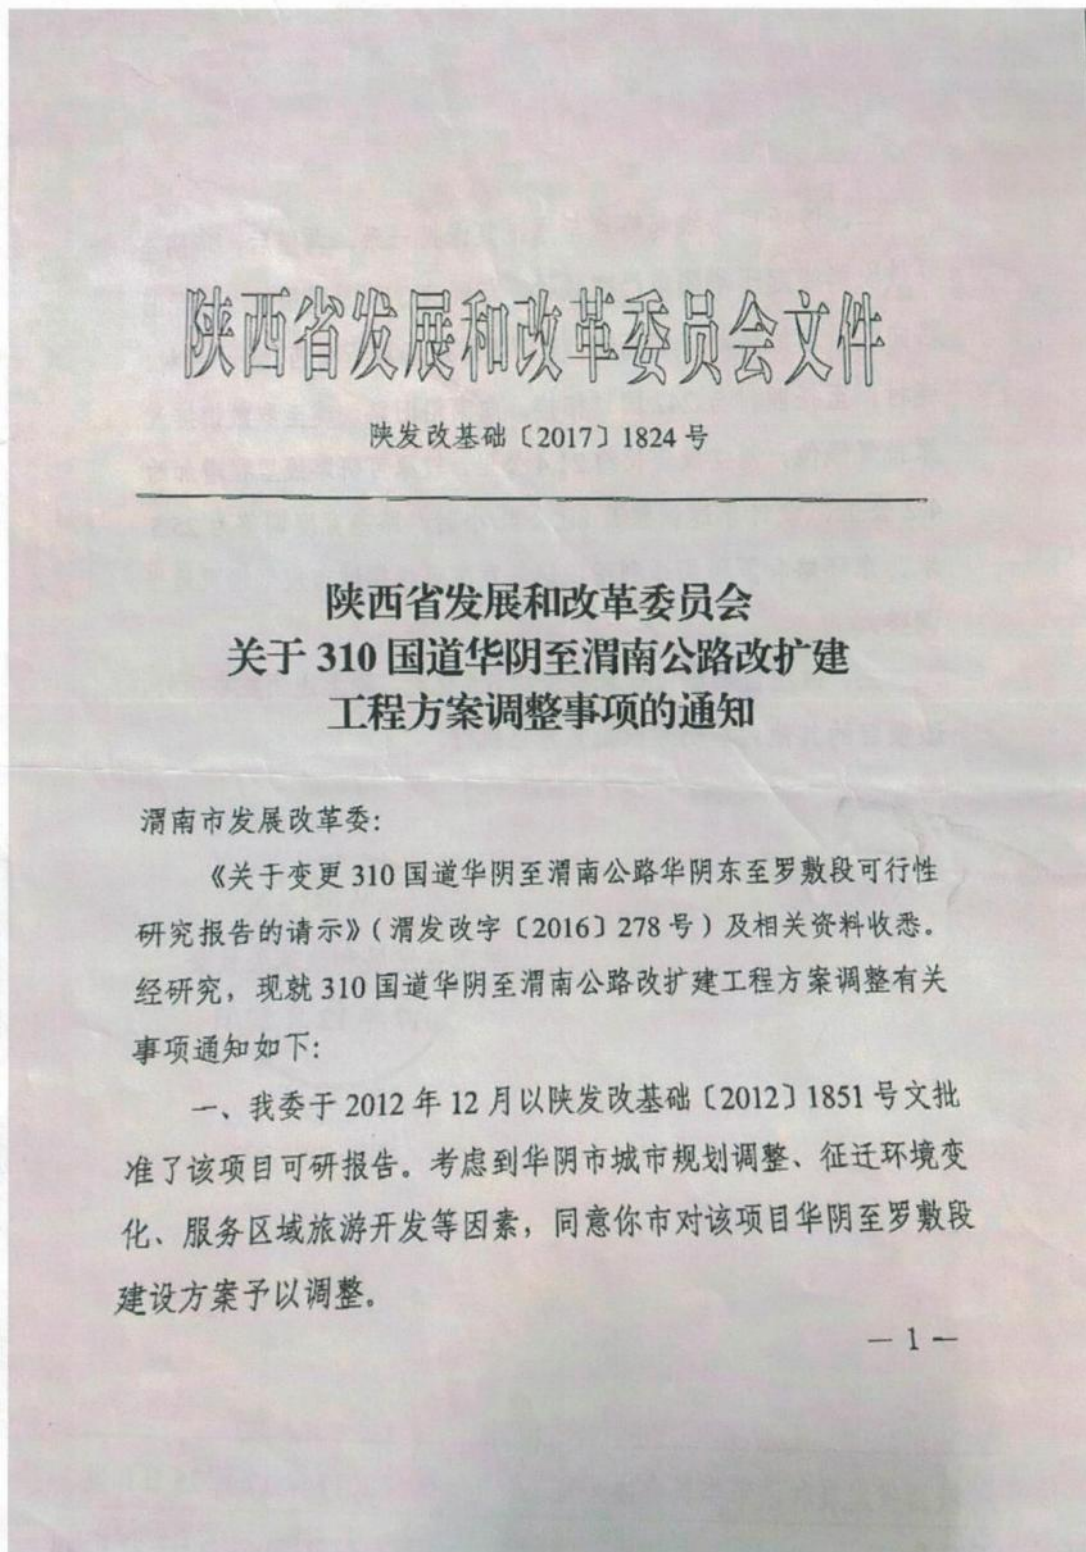 陕西省发展和改革委员会文件
陕发改基础〔2017〕1824号
陕西省发展和改革委员会
关于310国道华阴至渭南公路改扩建
工程方案调整事项的通知
渭南市发展改革委:
《关于变更310国道华阴至渭南公路华阴东至罗敷段可行性
研究报告的请示》(渭发改字〔2016〕278号)及相关资料收悉。
经研究，现就310国道华阴至渭南公路改扩建工程方案调整有关
事项通知如下:
一、我委于2012年12月以陕发改基础〔2012〕1851号文批
准了该项目可研报告。考虑到华阴市城市规划调整、征迁环境变
化、服务区域旅游开发等因素，同意你市对该项目华阴至罗敷段
建设方案予以调整。
— 1 —